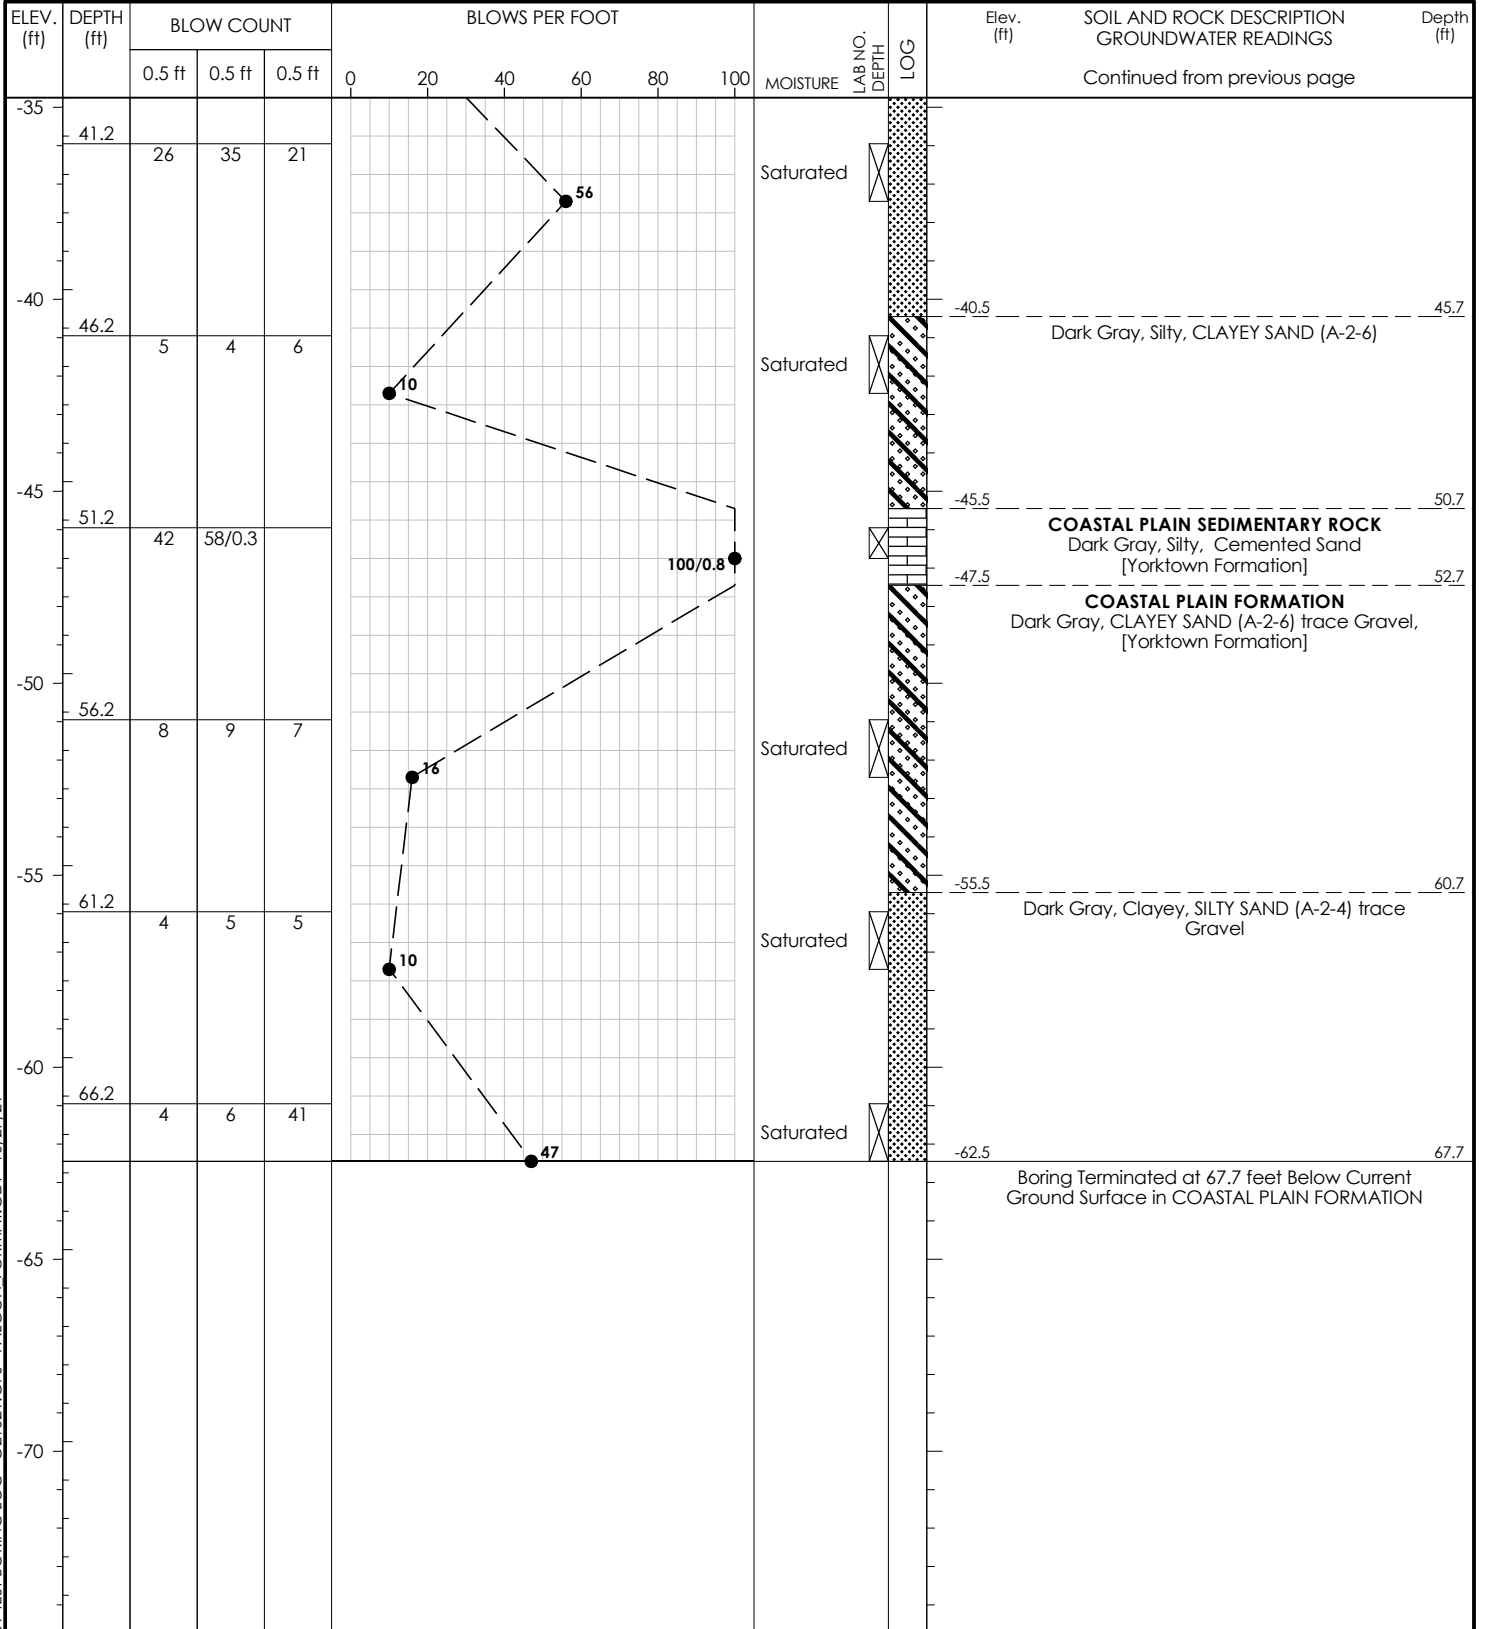 ELEV. (ft)
DEPTH (ft)
BLOW COUNT
0.5 ft 0.5 ft 0.5 ft
BLOWS PER FOOT
0 20 40 60 80 100
MOISTURE
LAB NO. DEPTH
LOG
Elev. (ft)
SOIL AND ROCK DESCRIPTION
GROUNDWATER READINGS
Continued from previous page
Depth (ft)
-35
41.2
26 35 21
56
Saturated
-40
-40.5 45.7
46.2
5 4 6
10
Saturated
Dark Gray, Silty, CLAYEY SAND (A-2-6)
-45
-45.5 50.7
51.2
42 58/0.3
100/0.8
COASTAL PLAIN SEDIMENTARY ROCK
Dark Gray, Silty, Cemented Sand
[Yorktown Formation]
-47.5 52.7
COASTAL PLAIN FORMATION
Dark Gray, CLAYEY SAND (A-2-6) trace Gravel,
[Yorktown Formation]
-50
56.2
8 9 7
16
Saturated
-55
-55.5 60.7
61.2
4 5 5
10
Saturated
Dark Gray, Clayey, SILTY SAND (A-2-4) trace
Gravel
-60
66.2
4 6 41
47
Saturated
-62.5 67.7
Boring Terminated at 67.7 feet Below Current
Ground Surface in COASTAL PLAIN FORMATION
-65
-70